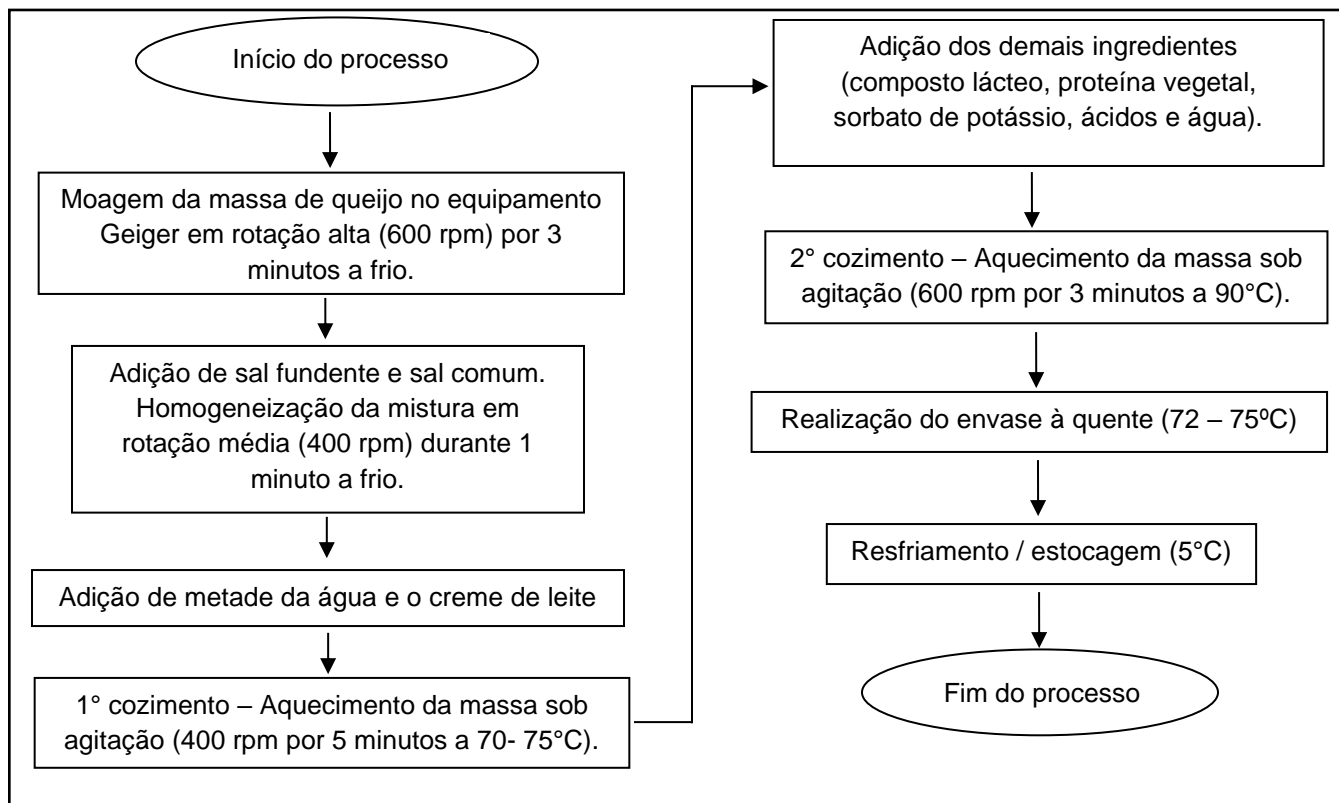 Início do processo
Moagem da massa de queijo no equipamento
Geiger em rotação alta (600 rpm) por 3
minutos a frio.
Adição de sal fundente e sal comum.
Homogeneização da mistura em
rotação média (400 rpm) durante 1
minuto a frio.
Adição de metade da água e o creme de leite
1° cozimento – Aquecimento da massa sob
agitação (400 rpm por 5 minutos a 70- 75°C).
Adição dos demais ingredientes
(composto lácteo, proteína vegetal,
sorbato de potássio, ácidos e água).
2° cozimento – Aquecimento da massa sob
agitação (600 rpm por 3 minutos a 90°C).
Realização do envase à quente (72 – 75ºC)
Resfriamento / estocagem (5°C)
Fim do processo